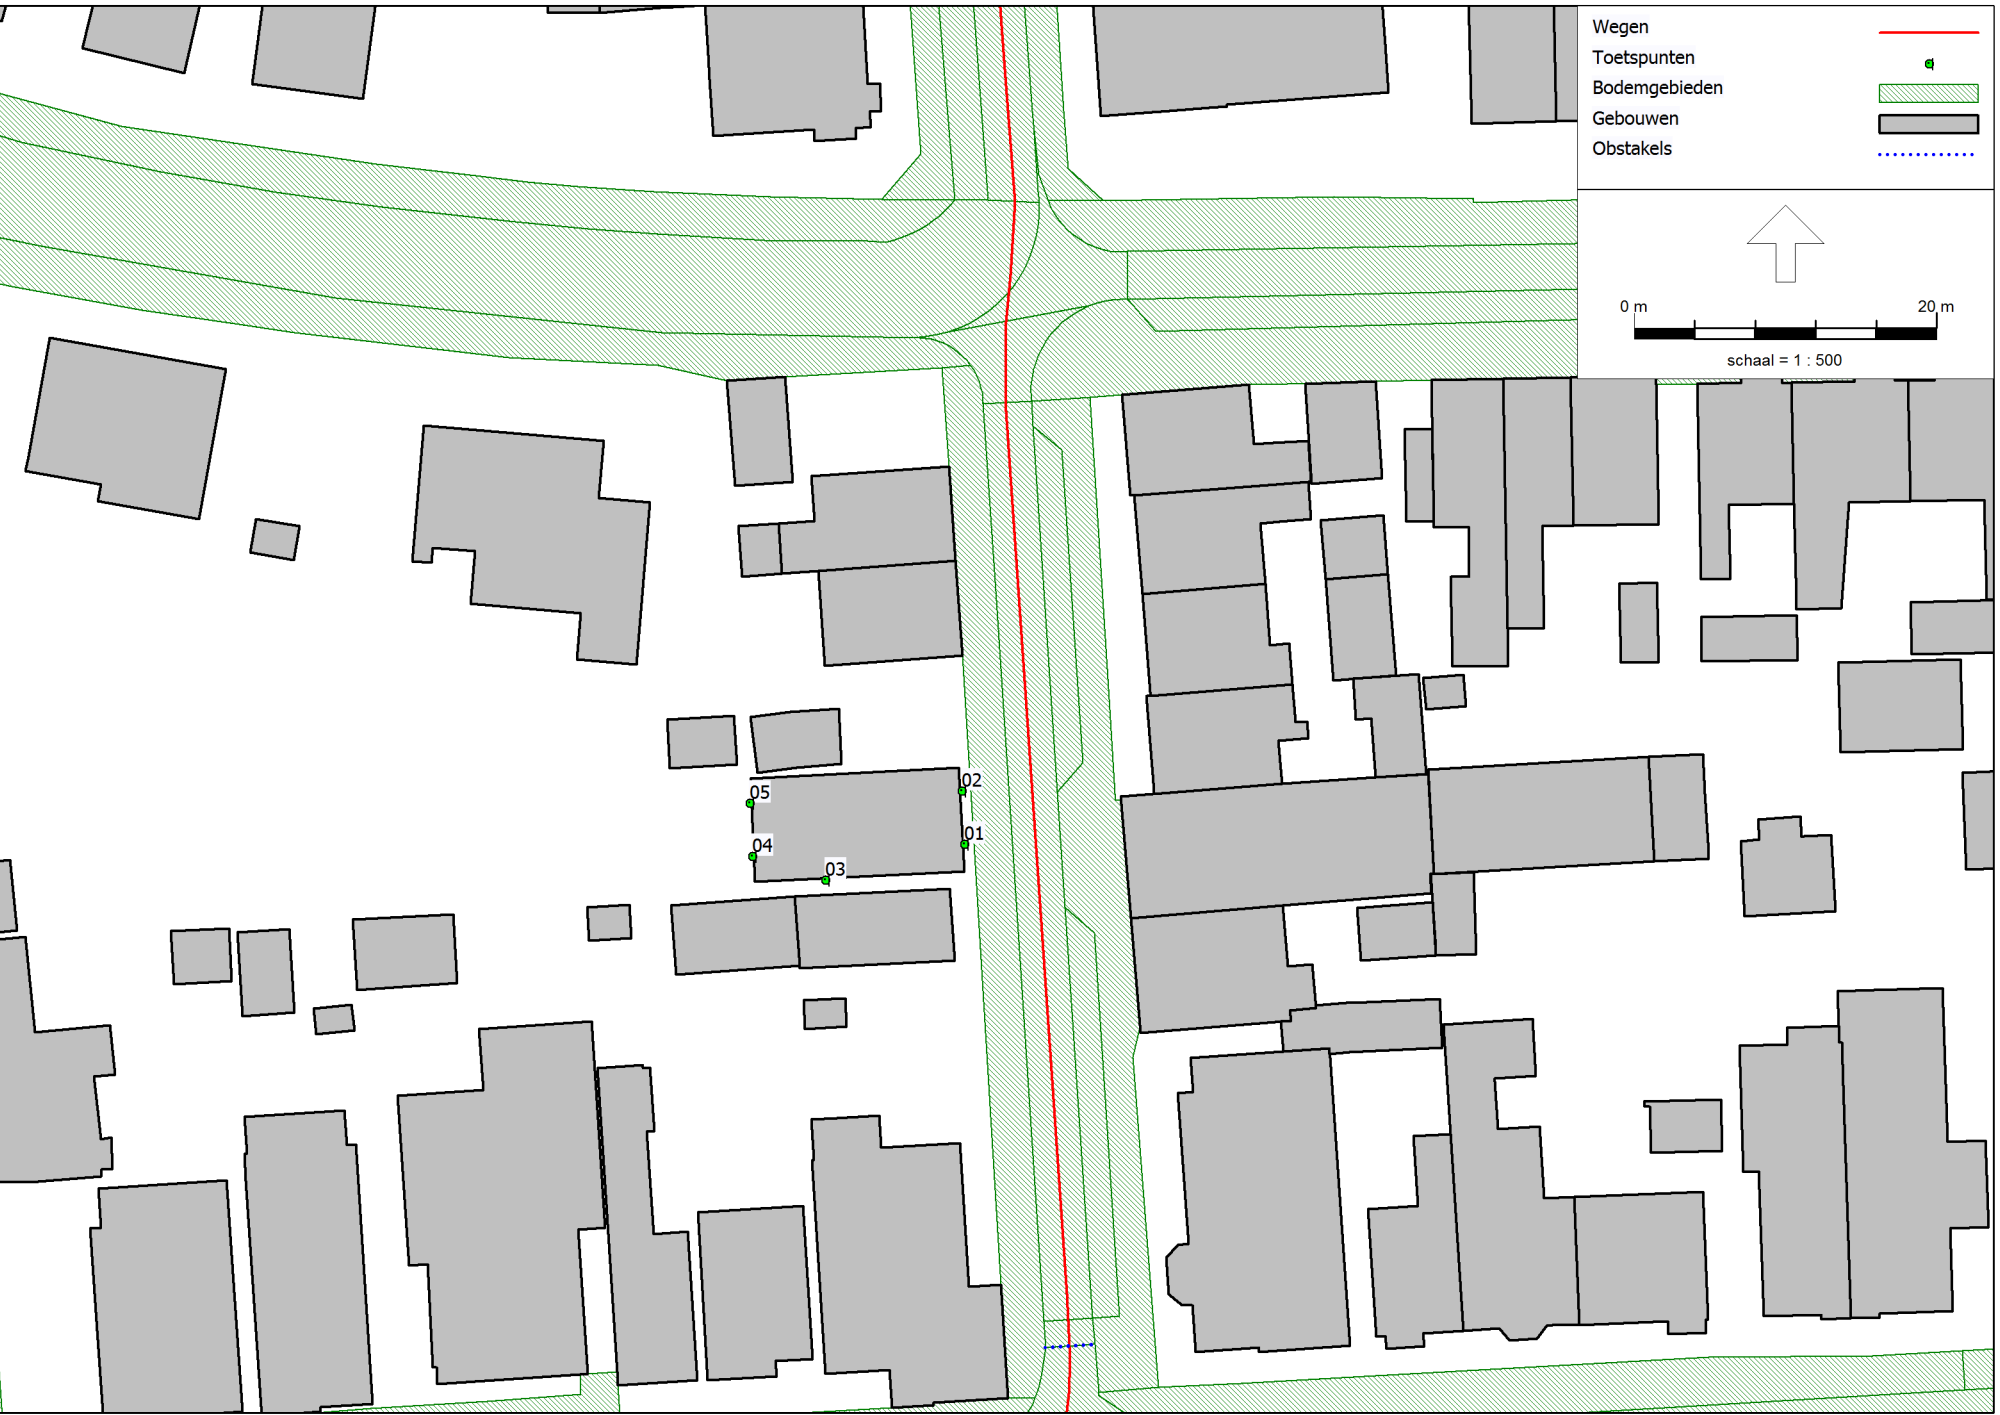 Wegen
Toetspunten
Bodemgebieden
Gebouwen
Obstakels
0 m 20 m
schaal = 1 : 500
02
05
01
04
03